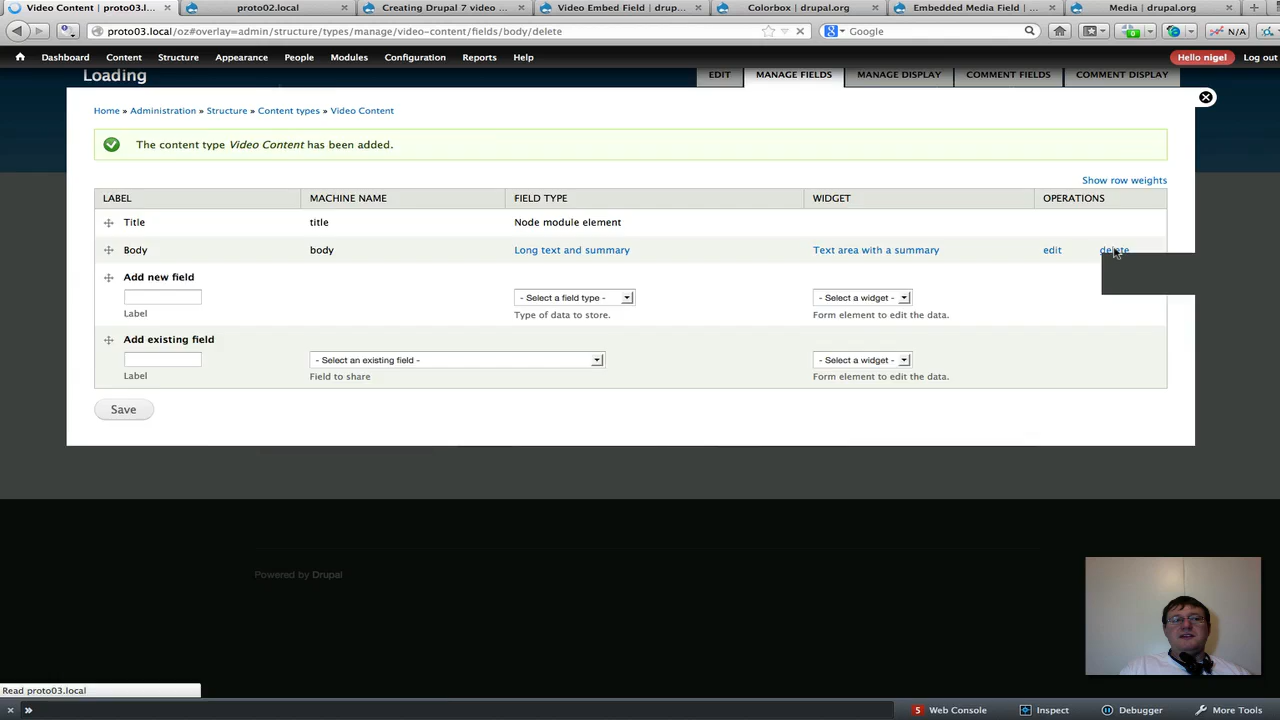 Video Content | proto03.l...
proto02.local
Creating Drupal 7 video ...
Video Embed Field | drup...
Colorbox | drupal.org
Embedded Media Field | ...
Media | drupal.org
proto03.local/oz#overlay=admin/structure/types/manage/video-content/fields/body/delete
Google
N/A
Dashboard
Content
Structure
Appearance
People
Modules
Configuration
Reports
Help
Hello nigel
Log out
Loading
EDIT
MANAGE FIELDS
MANAGE DISPLAY
COMMENT FIELDS
COMMENT DISPLAY
Home » Administration » Structure » Content types » Video Content
The content type Video Content has been added.
Show row weights
LABEL MACHINE NAME FIELD TYPE WIDGET OPERATIONS
Title title Node module element
Body body Long text and summary Text area with a summary edit delete
Add new field
- Select a field type - - Select a widget -
Label Type of data to store. Form element to edit the data.
Add existing field
- Select an existing field - - Select a widget -
Label Field to share Form element to edit the data.
Save
Powered by Drupal
Read proto03.local
5 Web Console
Inspect
Debugger
More Tools